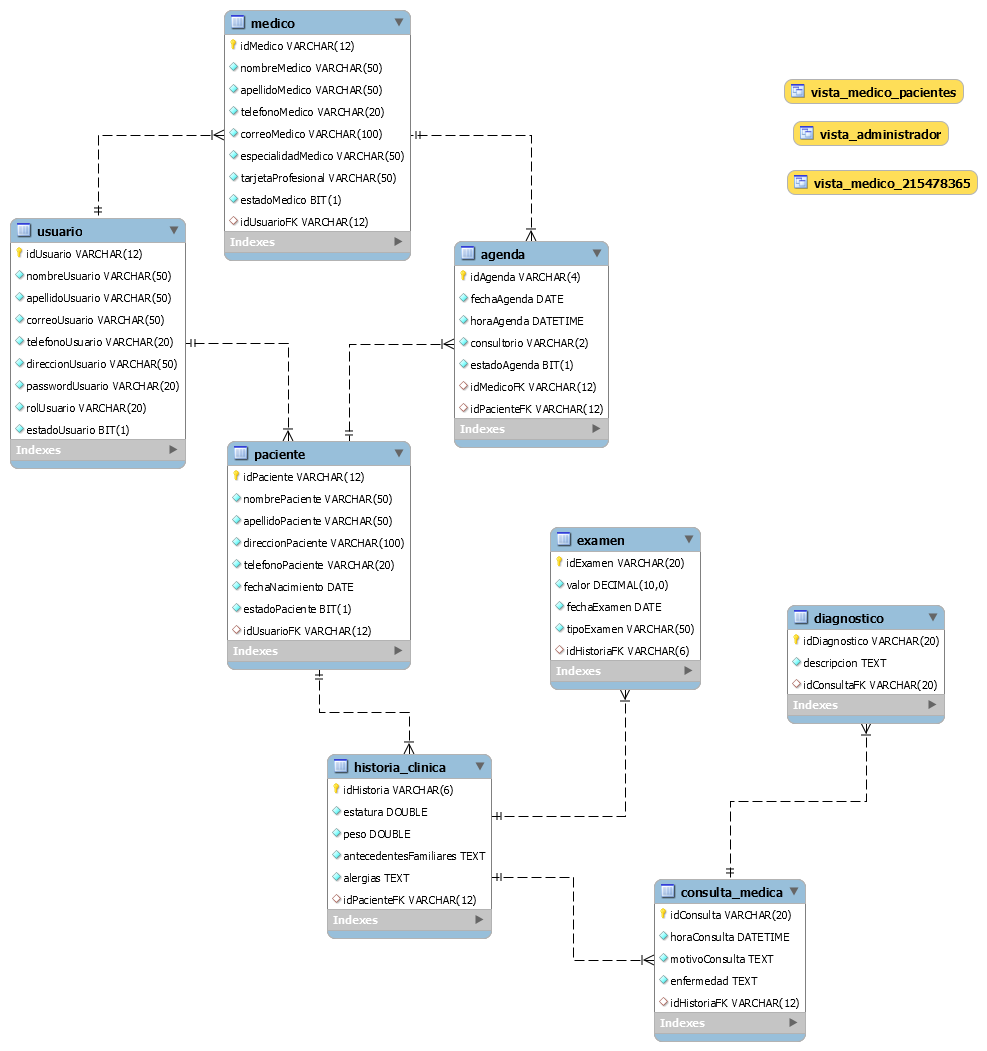 medico
idMedico VARCHAR(12)
nombreMedico VARCHAR(50)
apellidoMedico VARCHAR(50)
telefonoMedico VARCHAR(20)
correoMedico VARCHAR(100)
especialidadMedico VARCHAR(50)
tarjetaProfesional VARCHAR(50)
estadoMedico BIT(1)
idUsuarioFK VARCHAR(12)
Indexes
vista_medico_pacientes
vista_administrador
vista_medico_215478365
usuario
idUsuario VARCHAR(12)
nombreUsuario VARCHAR(50)
apellidoUsuario VARCHAR(50)
correoUsuario VARCHAR(50)
telefonoUsuario VARCHAR(20)
direccionUsuario VARCHAR(50)
passwordUsuario VARCHAR(20)
rolUsuario VARCHAR(20)
estadoUsuario BIT(1)
Indexes
agenda
idAgenda VARCHAR(4)
fechaAgenda DATE
horaAgenda DATETIME
consultorio VARCHAR(2)
estadoAgenda BIT(1)
idMedicoFK VARCHAR(12)
idPacienteFK VARCHAR(12)
Indexes
paciente
idPaciente VARCHAR(12)
nombrePaciente VARCHAR(50)
apellidoPaciente VARCHAR(50)
direccionPaciente VARCHAR(100)
telefonoPaciente VARCHAR(20)
fechaNacimiento DATE
estadoPaciente BIT(1)
idUsuarioFK VARCHAR(12)
Indexes
examen
idExamen VARCHAR(20)
valor DECIMAL(10,0)
fechaExamen DATE
tipoExamen VARCHAR(50)
idHistoriaFK VARCHAR(6)
Indexes
diagnostico
idDiagnostico VARCHAR(20)
descripcion TEXT
idConsultaFK VARCHAR(20)
Indexes
historia_clinica
idHistoria VARCHAR(6)
estatura DOUBLE
peso DOUBLE
antecedentesFamiliares TEXT
alergias TEXT
idPacienteFK VARCHAR(12)
Indexes
consulta_medica
idConsulta VARCHAR(20)
horaConsulta DATETIME
motivoConsulta TEXT
enfermedad TEXT
idHistoriaFK VARCHAR(12)
Indexes